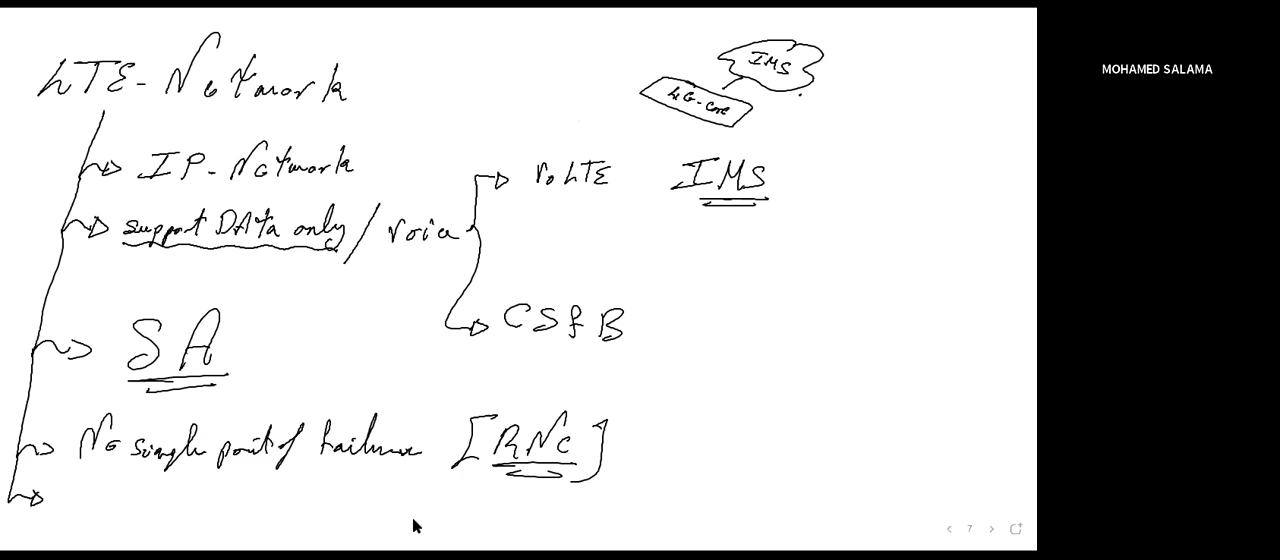 LTE-Network
IMS
4G-core
IP-Network
support DATA only / Voice
VoLTE IMS
CSFB
SA
No single point of failure [RNC]
MOHAMED SALAMA
< 7 >